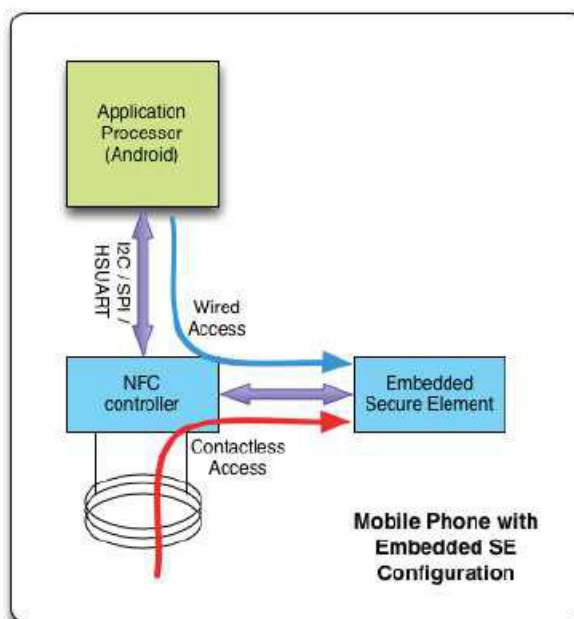 Application
Processor
(Android)
I2C / SPI /
HSUART
Wired
Access
NFC
controller
Embedded
Secure Element
Contactless
Access
Mobile Phone with
Embedded SE
Configuration